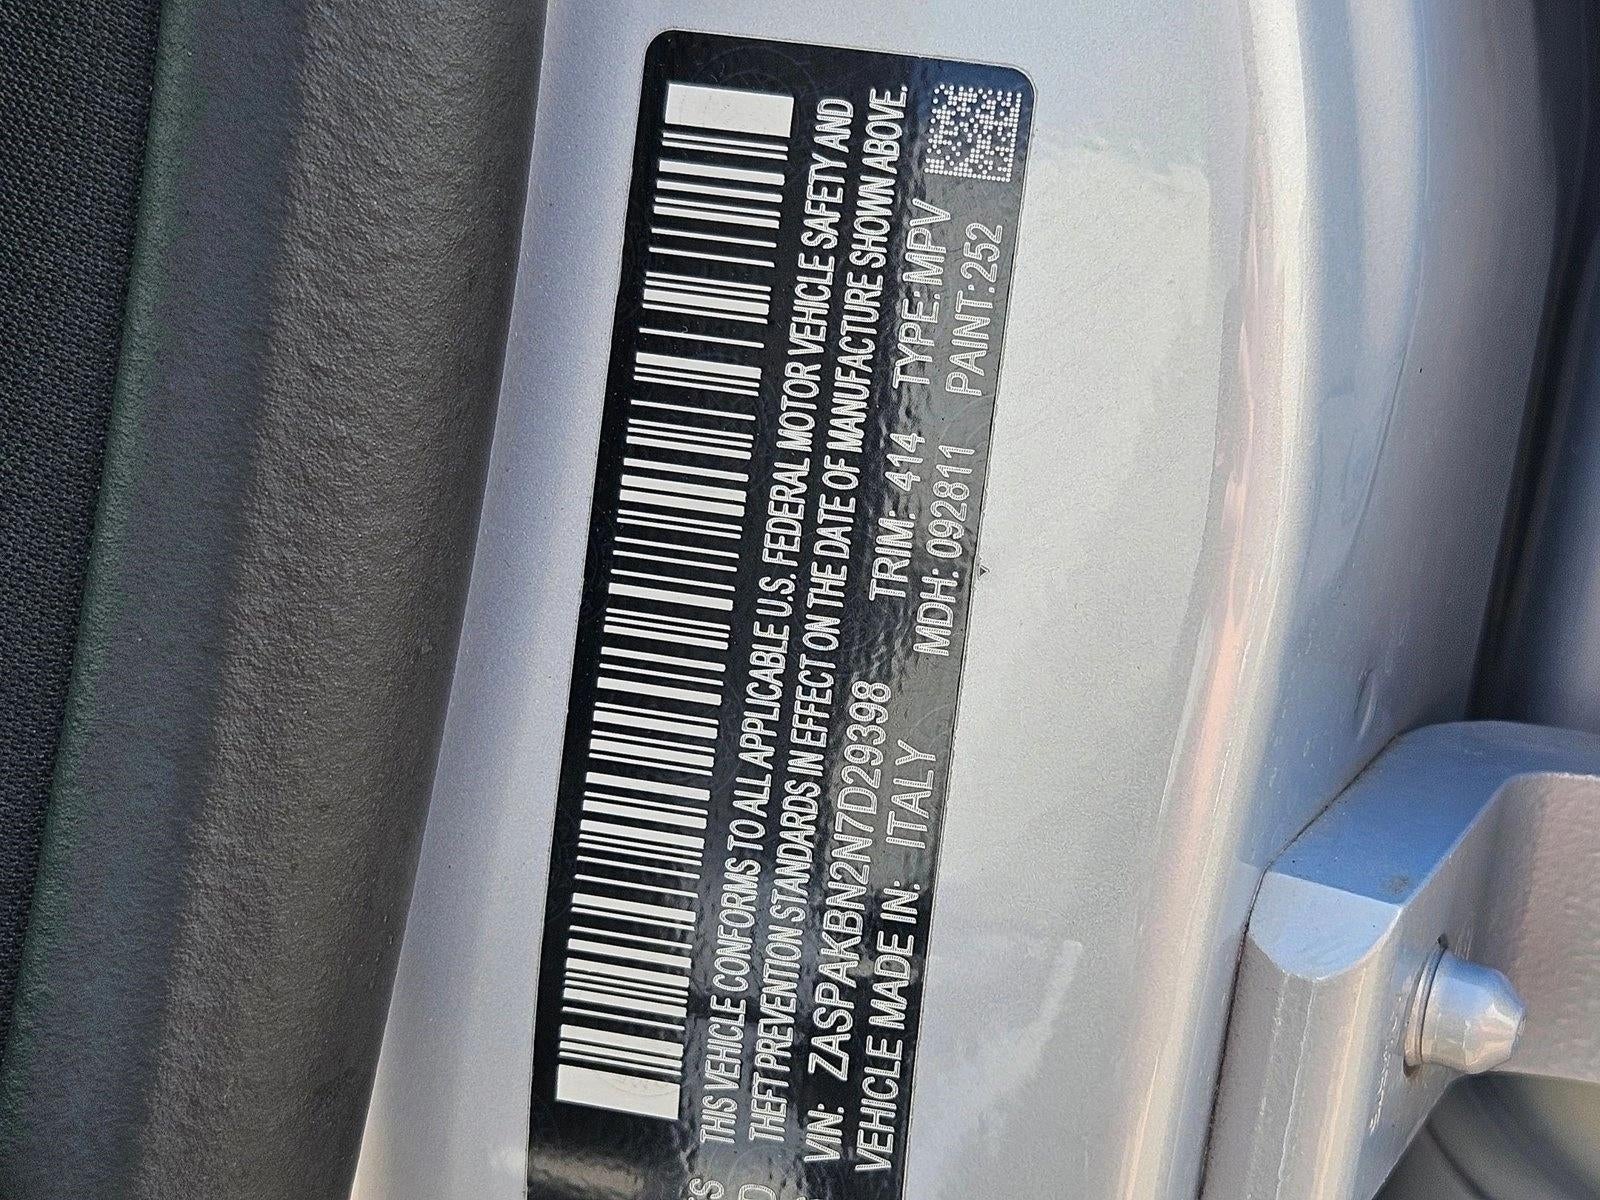 THIS VEHICLE CONFORMS TO ALL APPLICABLE U.S. FEDERAL MOTOR VEHICLE SAFETY AND
THEFT PREVENTION STANDARDS IN EFFECT ON THE DATE OF MANUFACTURE SHOWN ABOVE.
VIN: ZASPAKBN2N7D29398 TRIM: 414 TYPE: MPV
VEHICLE MADE IN: ITALY MDH: 092811 PAINT:252